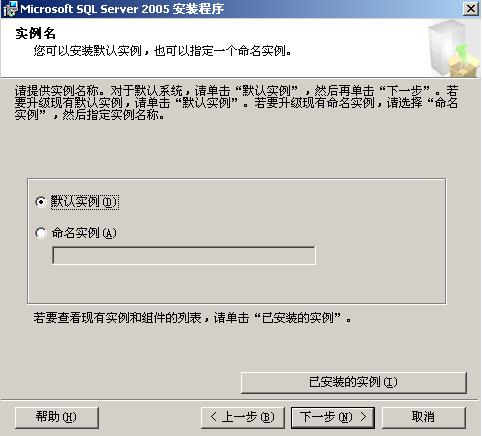 Microsoft SQL Server 2005 安装程序
实例名
您可以安装默认实例，也可以指定一个命名实例。
请提供实例名称。对于默认系统，请单击“默认实例”，然后再单击“下一步”。若
要升级现有默认实例，请单击“默认实例”。若要升级现有命名实例，请选择“命名
实例”，然后指定实例名称。
默认实例(D)
命名实例(A)
若要查看现有实例和组件的列表，请单击“已安装的实例”。
已安装的实例(I)
帮助(H) < 上一步(B) 下一步(N) > 取消